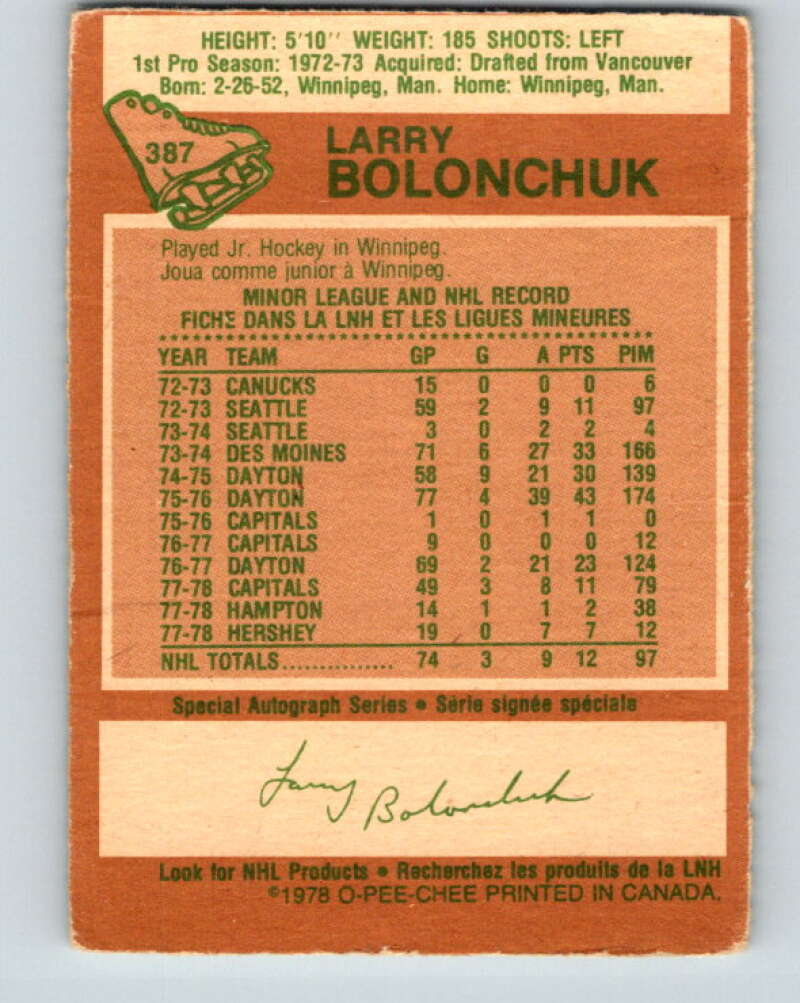 HEIGHT: 5'10" WEIGHT: 185 SHOOTS: LEFT
1st Pro Season: 1972-73 Acquired: Drafted from Vancouver
Born: 2-26-52, Winnipeg, Man. Home: Winnipeg, Man.
387
LARRY
BOLONCHUK
Played Jr. Hockey in Winnipeg.
Joua comme junior à Winnipeg.
MINOR LEAGUE AND NHL RECORD
FICHE DANS LA LNH ET LES LIGUES MINEURES
YEAR TEAM GP G A PTS PIM
72-73 CANUCKS 15 0 0 0 6
72-73 SEATTLE 59 2 9 11 97
73-74 SEATTLE 3 0 2 2 4
73-74 DES MOINES 71 6 27 33 166
74-75 DAYTON 58 9 21 30 139
75-76 DAYTON 77 4 39 43 174
75-76 CAPITALS 1 0 1 1 0
76-77 CAPITALS 9 0 0 0 12
76-77 DAYTON 69 2 21 23 124
77-78 CAPITALS 49 3 8 11 79
77-78 HAMPTON 14 1 1 2 38
77-78 HERSHEY 19 0 7 7 12
NHL TOTALS............... 74 3 9 12 97
Special Autograph Series • Série signée spéciale
Larry Bolonchuk
Look for NHL Products • Recherchez les produits de la LNH
©1978 O-PEE-CHEE PRINTED IN CANADA.